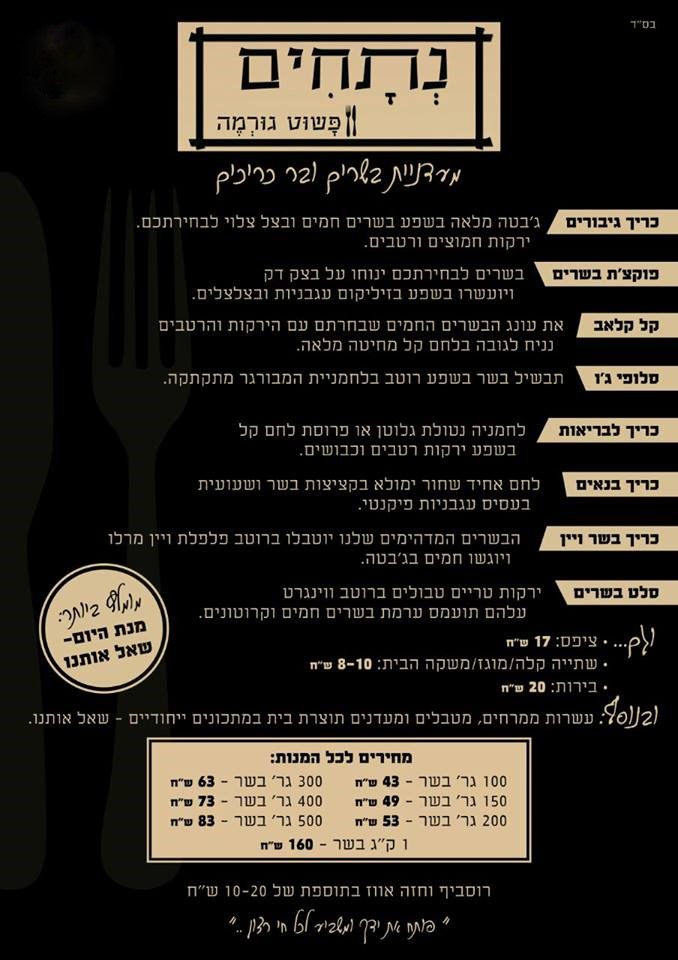 בס"ד
נְתָחִים
פָּשׁוּט גוּרְמֶה
מעדניית בשרים ובר כריכים
כריך גיבורים ג'בטה מלאה בשפע בשרים חמים ובצל צלוי לבחירתכם.
ירקות חמוצים ורטבים.
פוקצ'ת בשרים בשרים לבחירתכם ינוחו על בצק דק
ויועשרו בשפע בזיליקום עגבניות ובצלצלים.
קל קלאב את עונג הבשרים החמים שבחרתם עם הירקות והרטבים
נניח לגובה בלחם קל מחיטה מלאה.
סלופי ג'ו תבשיל בשר בשפע רוטב בלחמניית המבורגר מתקתקה.
כריך לבריאות לחמניה נטולת גלוטן או פרוסת לחם קל
בשפע ירקות רטבים וכבושים.
כריך בנאים לחם אחיד שחור ימולא בקציצות בשר ושעועית
בעסיס עגבניות פיקנטי.
כריך בשר ויין הבשרים המדהימים שלנו יוטבלו ברוטב פלפלת ויין מרלו
ויוגשו חמים בג'בטה.
סלט בשרים ירקות טריים טבולים ברוטב ווינגרט
עלהם תועמס ערמת בשרים חמים וקרוטונים.
מומלץ ביותר:
מנת היום-
שאל אותנו
וגם... • ציפס: 17 ש"ח
• שתייה קלה/מוגז/משקה הבית: 8-10 ש"ח
• בירות: 20 ש"ח
ובנוסף: עשרות ממרחים, מטבלים ומעדנים תוצרת בית במתכונים ייחודיים - שאל אותנו.
מחירים לכל המנות:
100 גר' בשר - 43 ש"ח 300 גר' בשר - 63 ש"ח
150 גר' בשר - 49 ש"ח 400 גר' בשר - 73 ש"ח
200 גר' בשר - 53 ש"ח 500 גר' בשר - 83 ש"ח
1 ק"ג בשר - 160 ש"ח
רוסביף וחזה אווז בתוספת של 10-20 ש"ח
"פותח את ידך ומשביע לכל חי רצון.."